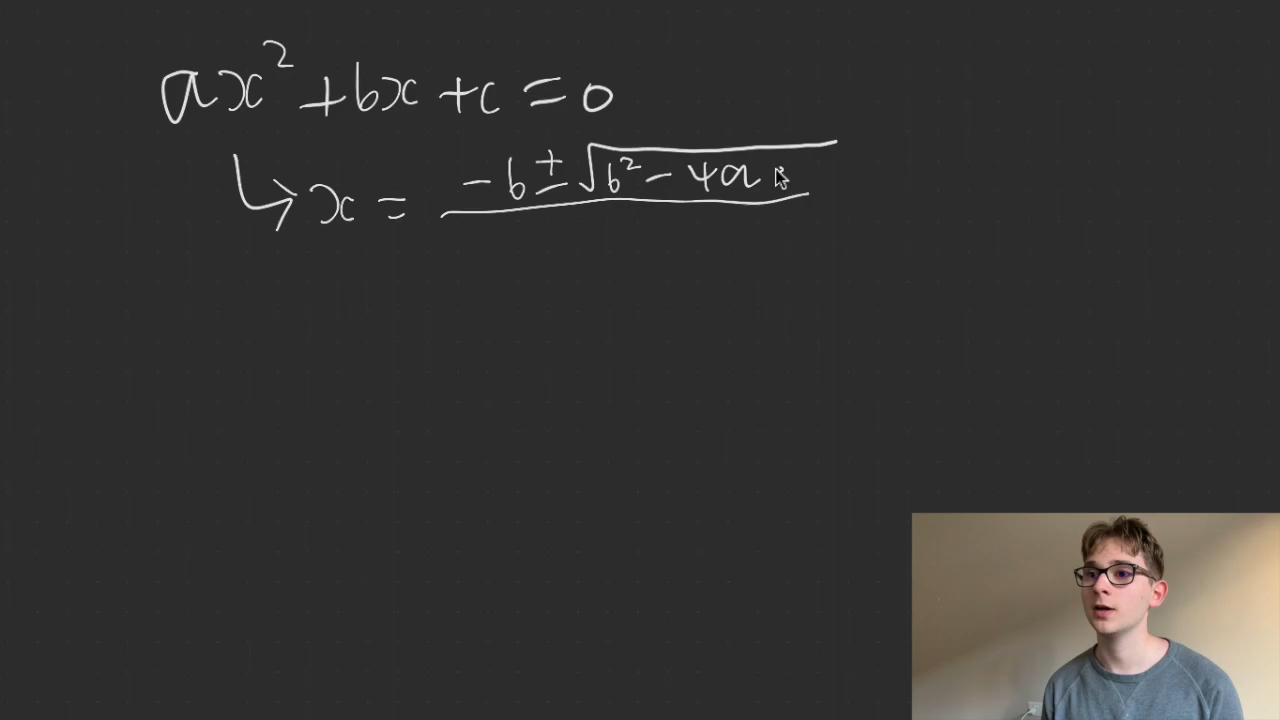 ax² + bx + c = 0
↳ x = -b ± √b² - 4a